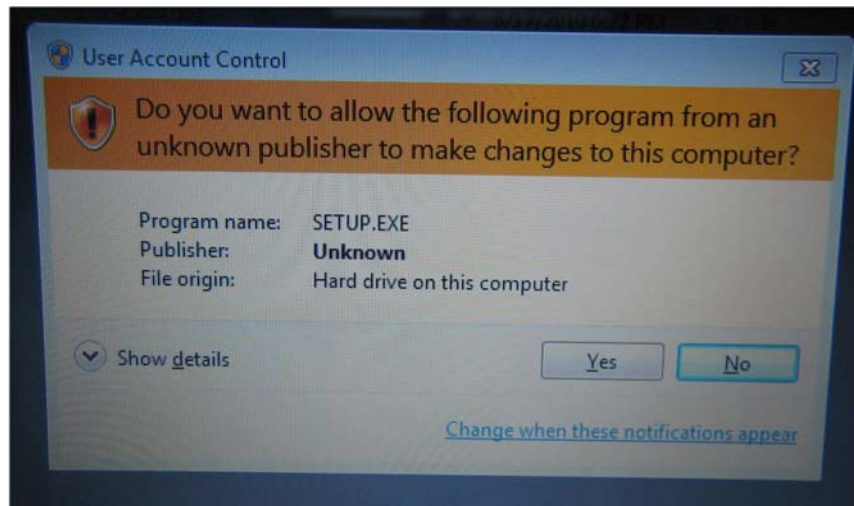 User Account Control
Do you want to allow the following program from an
unknown publisher to make changes to this computer?
Program name: SETUP.EXE
Publisher: Unknown
File origin: Hard drive on this computer
Show details
Yes No
Change when these notifications appear